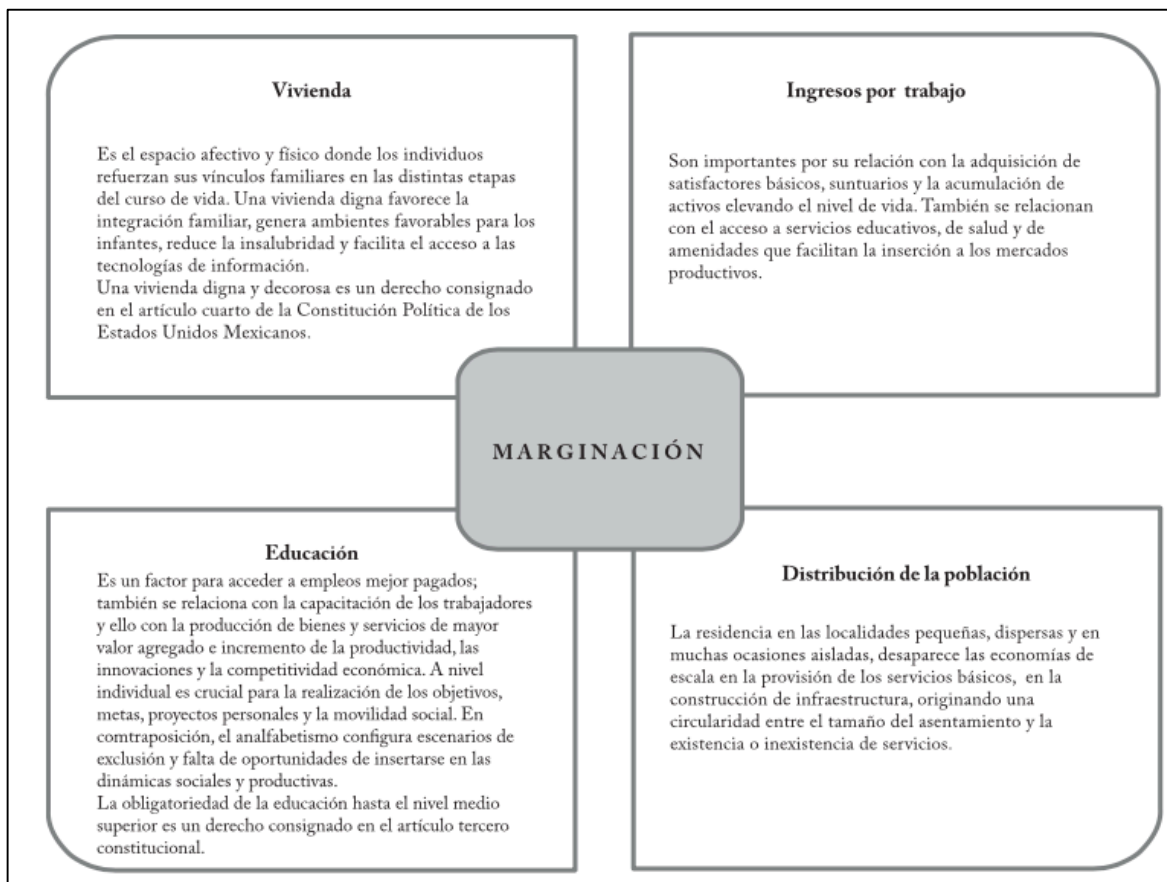 Vivienda
Es el espacio afectivo y físico donde los individuos
refuerzan sus vínculos familiares en las distintas etapas
del curso de vida. Una vivienda digna favorece la
integración familiar, genera ambientes favorables para los
infantes, reduce la insalubridad y facilita el acceso a las
tecnologías de información.
Una vivienda digna y decorosa es un derecho consignado
en el artículo cuarto de la Constitución Política de los
Estados Unidos Mexicanos.
Ingresos por trabajo
Son importantes por su relación con la adquisición de
satisfactores básicos, suntuarios y la acumulación de
activos elevando el nivel de vida. También se relacionan
con el acceso a servicios educativos, de salud y de
amenidades que facilitan la inserción a los mercados
productivos.
MARGINACIÓN
Educación
Es un factor para acceder a empleos mejor pagados;
también se relaciona con la capacitación de los trabajadores
y ello con la producción de bienes y servicios de mayor
valor agregado e incremento de la productividad, las
innovaciones y la competitividad económica. A nivel
individual es crucial para la realización de los objetivos,
metas, proyectos personales y la movilidad social. En
comtraposición, el analfabetismo configura escenarios de
exclusión y falta de oportunidades de insertarse en las
dinámicas sociales y productivas.
La obligatoriedad de la educación hasta el nivel medio
superior es un derecho consignado en el artículo tercero
constitucional.
Distribución de la población
La residencia en las localidades pequeñas, dispersas y en
muchas ocasiones aisladas, desaparece las economías de
escala en la provisión de los servicios básicos, en la
construcción de infraestructura, originando una
circularidad entre el tamaño del asentamiento y la
existencia o inexistencia de servicios.